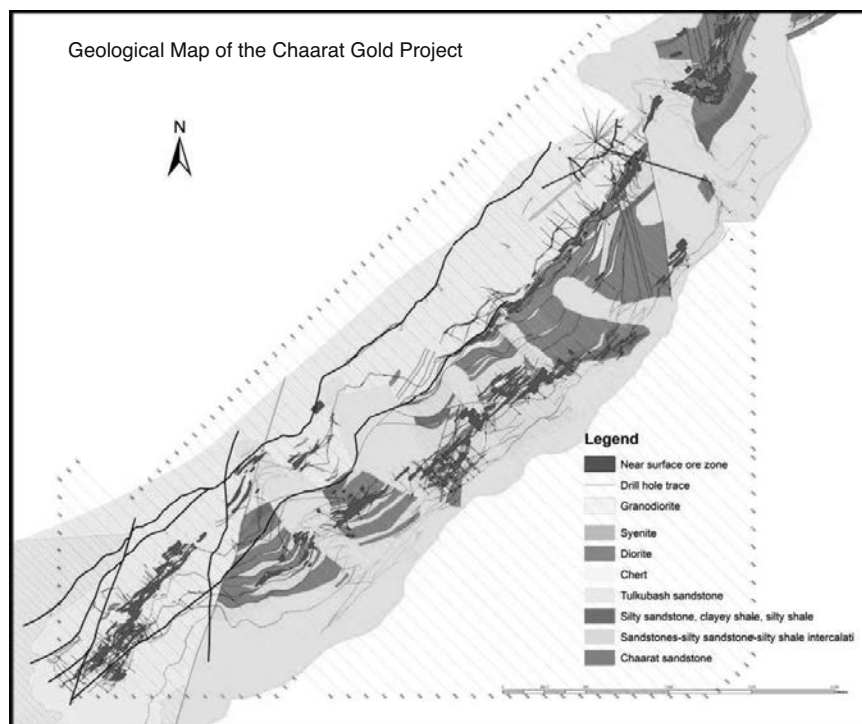 Geological Map of the Chaarat Gold Project
N
Legend
Near surface ore zone
Drill hole trace
Granodiorite
Syenite
Diorite
Chert
Tulkubash sandstone
Silty sandstone, clayey shale, silty shale
Sandstones-silty sandstone-silty shale intercalati
Chaarat sandstone